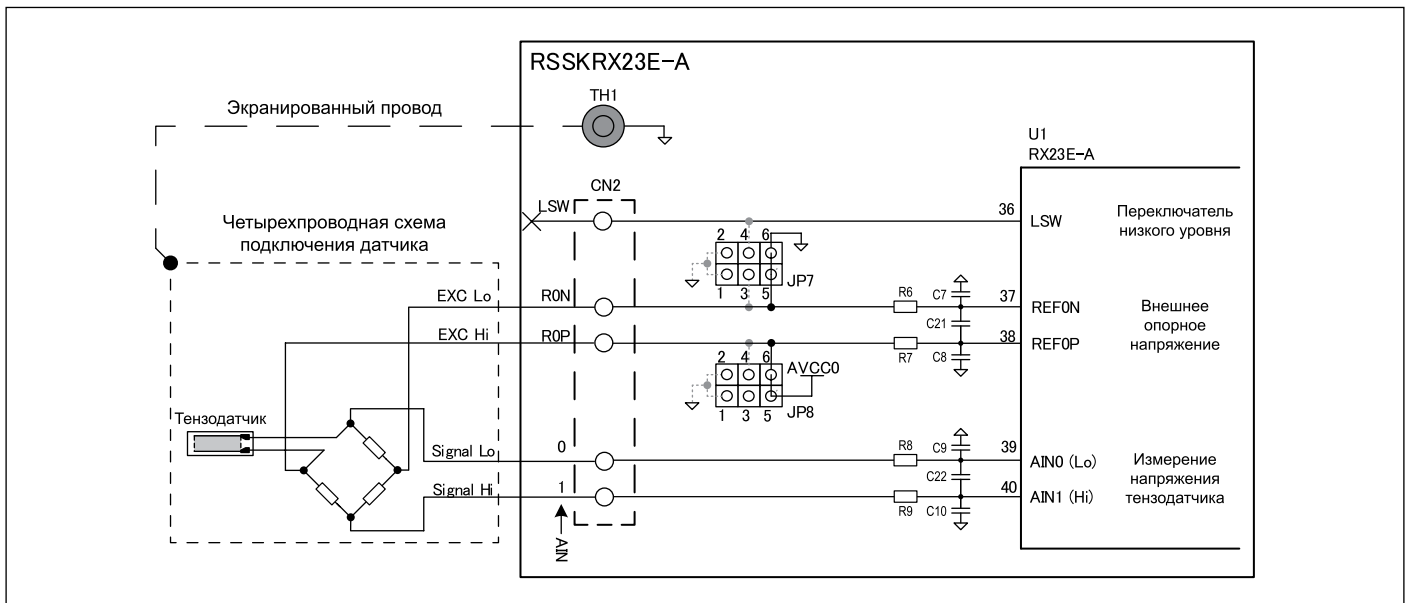 RSSKRX23E-A
Экранированный провод
TH1
U1
RX23E-A
CN2
LSW
36
LSW
Переключатель
низкого уровня
Четырехпроводная схема
подключения датчика
2 4 6
JP7
1 3 5
EXC Lo
R0N
R6
C7
37
REF0N
Внешнее
опорное
напряжение
C21
EXC Hi
R0P
R7
C8
38
REF0P
2 4 6
AVCC0
1 3 5
JP8
Тензодатчик
Signal Lo
0
R8
C9
39
AIN0 (Lo)
Измерение
напряжения
тензодатчика
C22
Signal Hi
1
R9
C10
40
AIN1 (Hi)
AIN